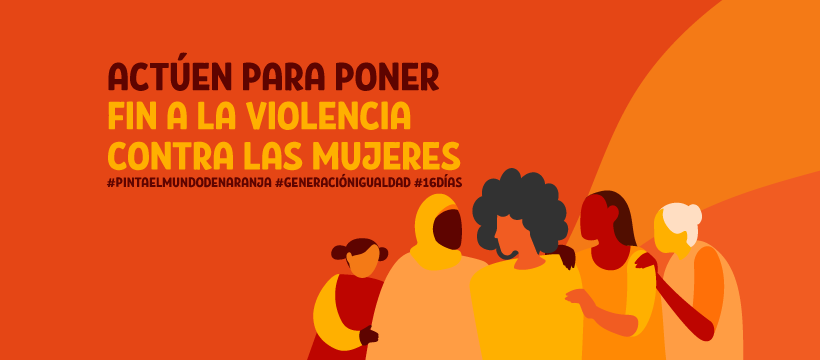 ACTÚEN PARA PONER
FIN A LA VIOLENCIA
CONTRA LAS MUJERES
#PINTAELMUNDODENARANJA #GENERACIÓNIGUALDAD #16DÍAS